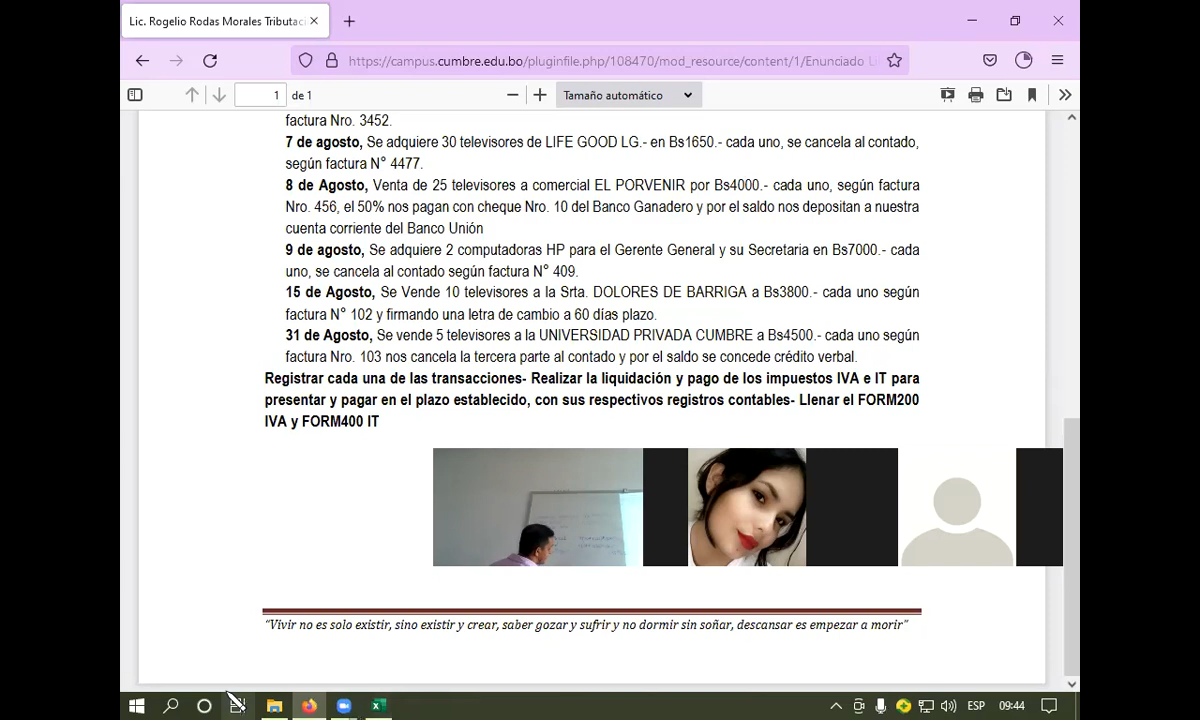 Lic. Rogelio Rodas Morales Tributac
https://campus.cumbre.edu.bo/pluginfile.php/108470/mod_resource/content/1/Enunciado Li
1 de 1
Tamaño automático
factura Nro. 3452.
7 de agosto, Se adquiere 30 televisores de LIFE GOOD LG.- en Bs1650.- cada uno, se cancela al contado,
según factura N° 4477.
8 de Agosto, Venta de 25 televisores a comercial EL PORVENIR por Bs4000.- cada uno, según factura
Nro. 456, el 50% nos pagan con cheque Nro. 10 del Banco Ganadero y por el saldo nos depositan a nuestra
cuenta corriente del Banco Unión
9 de agosto, Se adquiere 2 computadoras HP para el Gerente General y su Secretaria en Bs7000.- cada
uno, se cancela al contado según factura N° 409.
15 de Agosto, Se Vende 10 televisores a la Srta. DOLORES DE BARRIGA a Bs3800.- cada uno según
factura N° 102 y firmando una letra de cambio a 60 días plazo.
31 de Agosto, Se vende 5 televisores a la UNIVERSIDAD PRIVADA CUMBRE a Bs4500.- cada uno según
factura Nro. 103 nos cancela la tercera parte al contado y por el saldo se concede crédito verbal.
Registrar cada una de las transacciones- Realizar la liquidación y pago de los impuestos IVA e IT para
presentar y pagar en el plazo establecido, con sus respectivos registros contables- Llenar el FORM200
IVA y FORM400 IT
“Vivir no es solo existir, sino existir y crear, saber gozar y sufrir y no dormir sin soñar, descansar es empezar a morir”
ESP 09:44